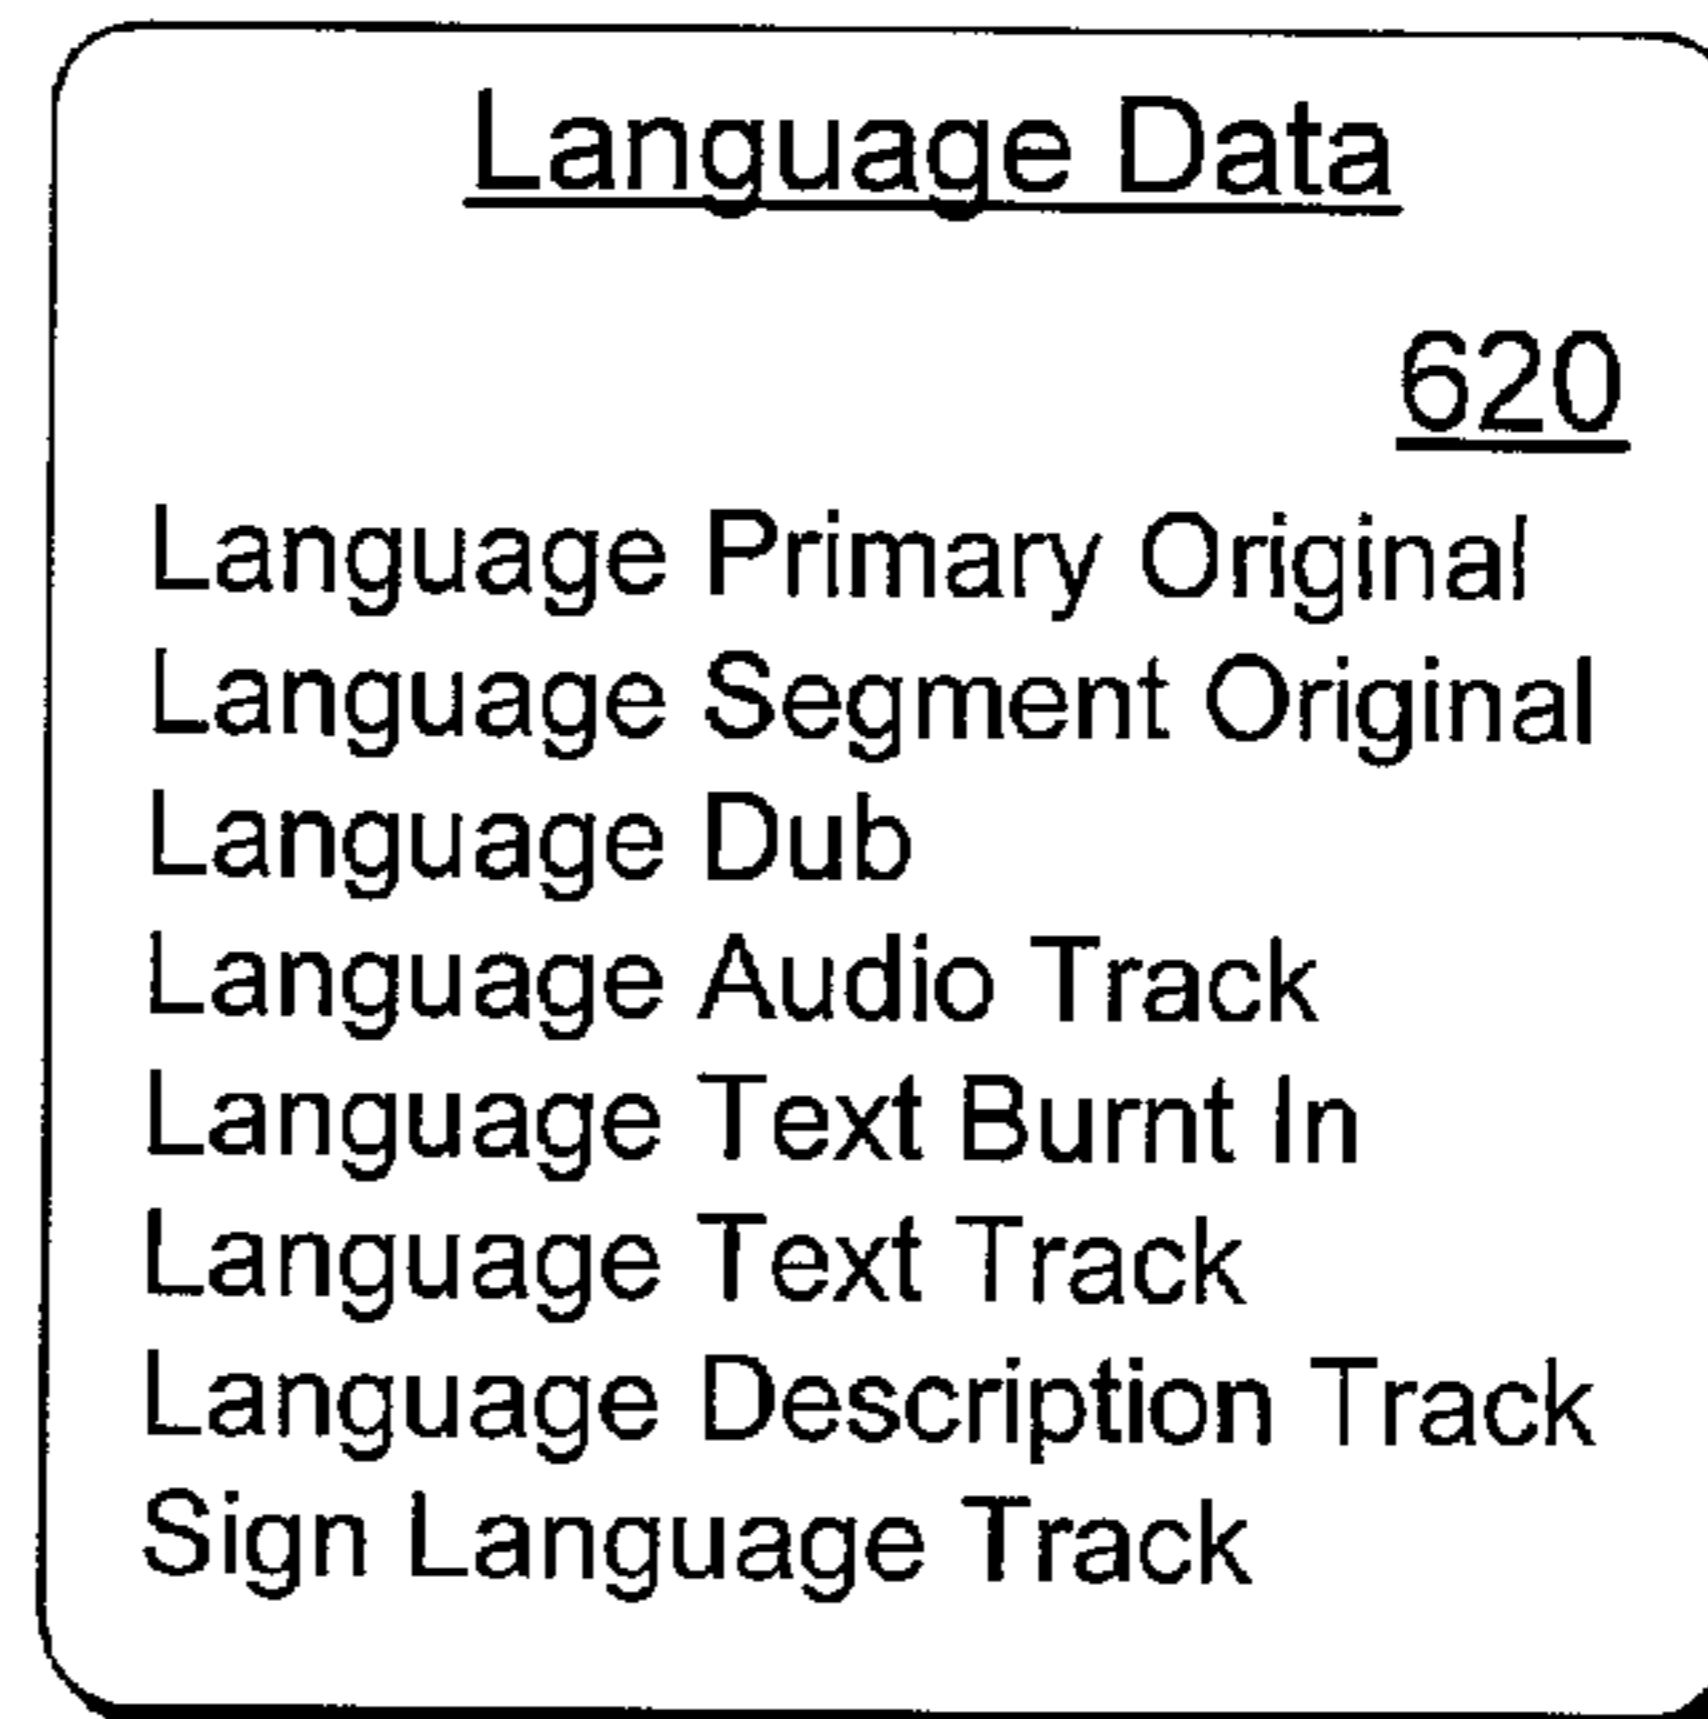 Language Data
620
Language Primary Original
Language Segment Original
Language Dub
Language Audio Track
Language Text Burnt In
Language Text Track
Language Description Track
Sign Language Track